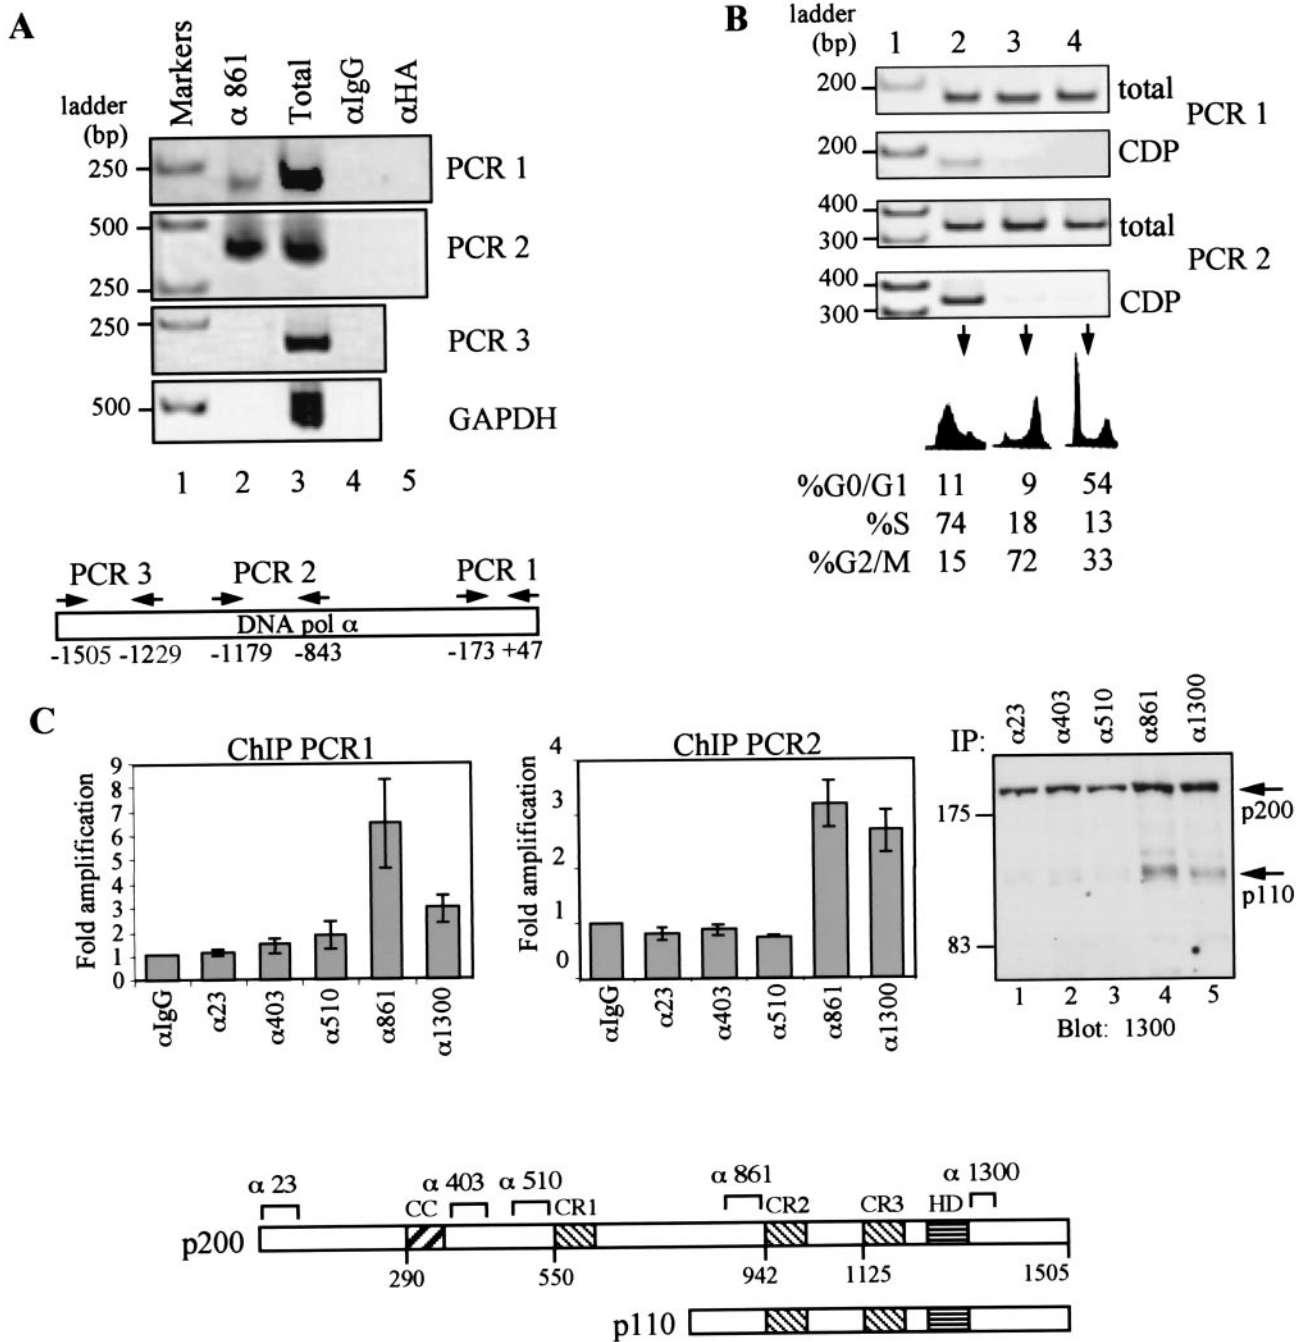 A
Markers
α 861
Total
αIgG
αHA
ladder
(bp)
250
PCR 1
500
PCR 2
250
250
PCR 3
500
GAPDH
1 2 3 4 5
PCR 3 PCR 2 PCR 1
DNA pol α
-1505 -1229 -1179 -843 -173 +47
B
ladder
(bp) 1 2 3 4
200 total
PCR 1
200 CDP
400
total
300
PCR 2
400
CDP
300
%G0/G1 11 9 54
%S 74 18 13
%G2/M 15 72 33
C
ChIP PCR1
Fold amplification
9
8
7
6
5
4
3
2
1
0
αIgG
α23
α403
α510
α861
α1300
ChIP PCR2
Fold amplification
4
3
2
1
0
αIgG
α23
α403
α510
α861
α1300
IP:
α23
α403
α510
α861
α1300
p200
175
p110
83
1 2 3 4 5
Blot: 1300
α 23 α 403 α 510 α 861 α 1300
CC CR1 CR2 CR3 HD
p200
290 550 942 1125 1505
p110